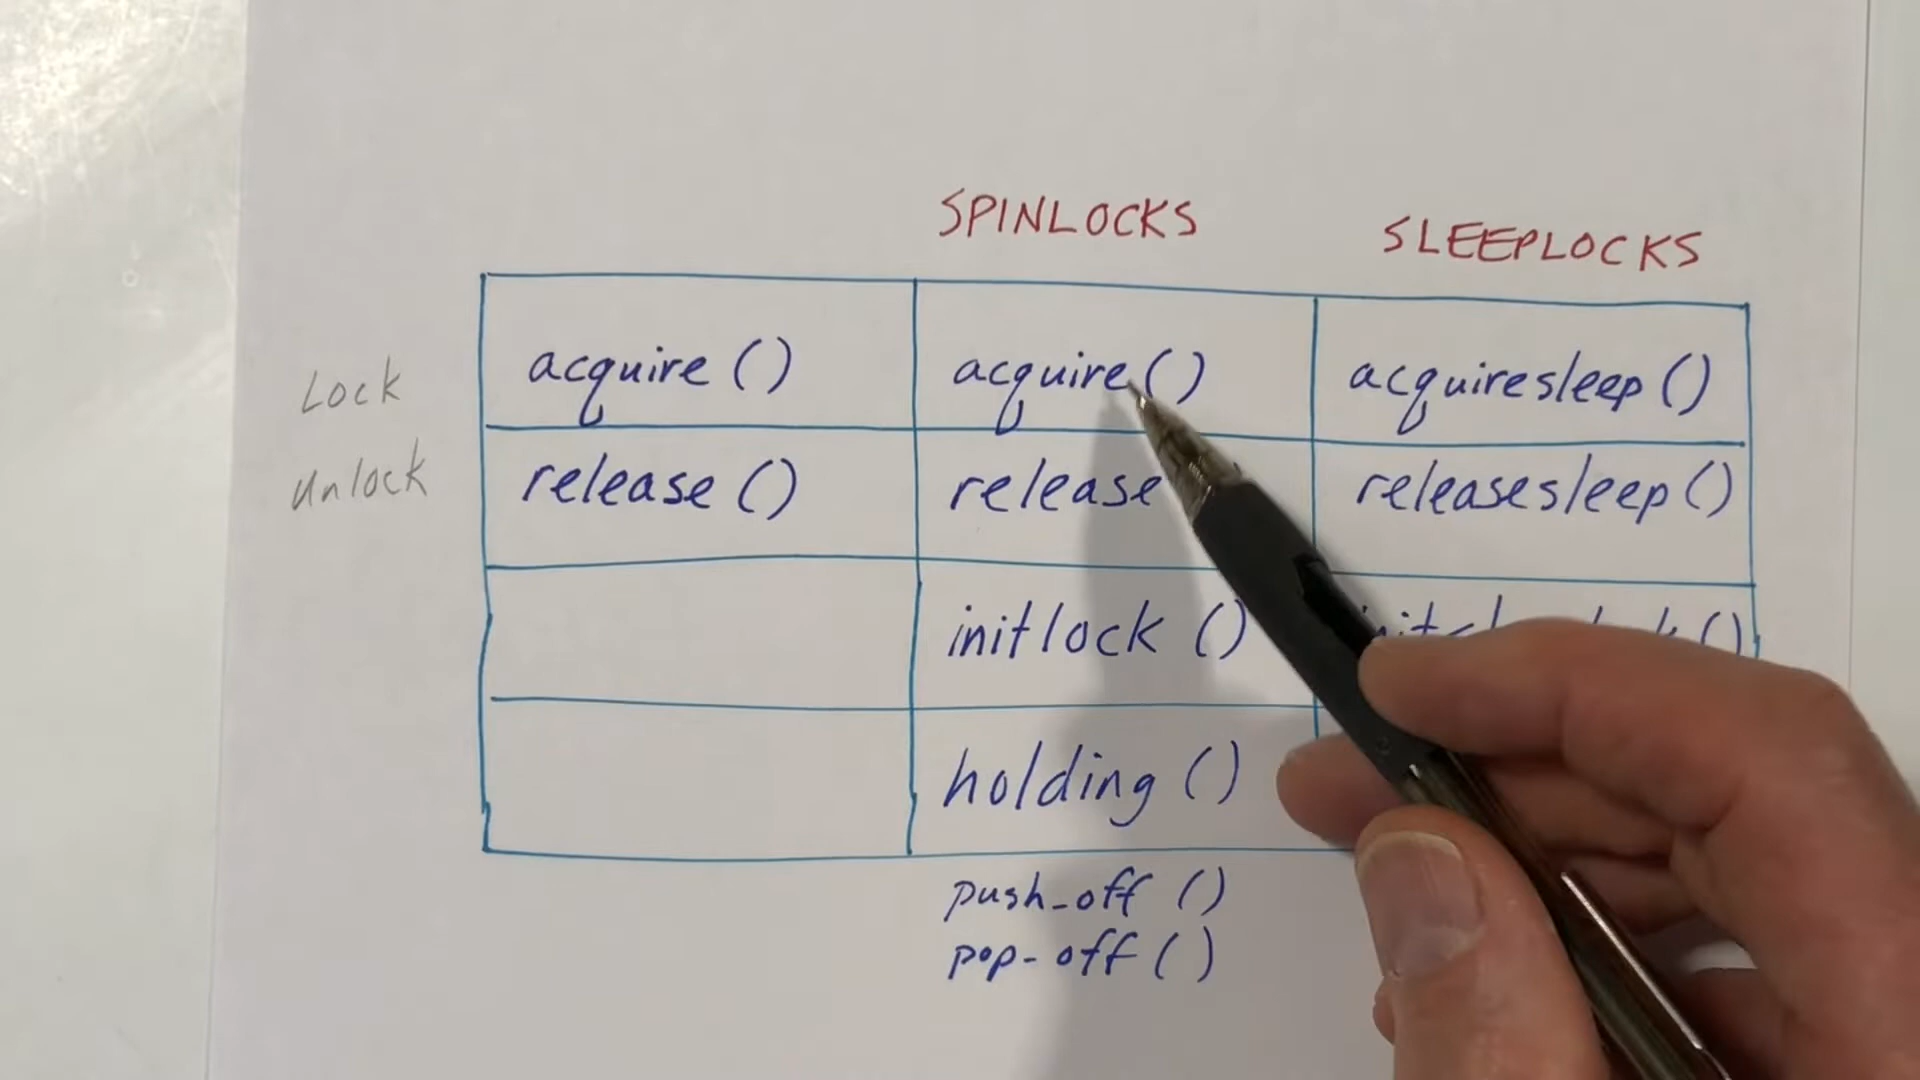 SPINLOCKS SLEEPLOCKS
Lock acquire () acquire () acquiresleep ()
Unlock release () release releasesleep ()
initlock () ()
holding ()
push_off ()
pop-off ()